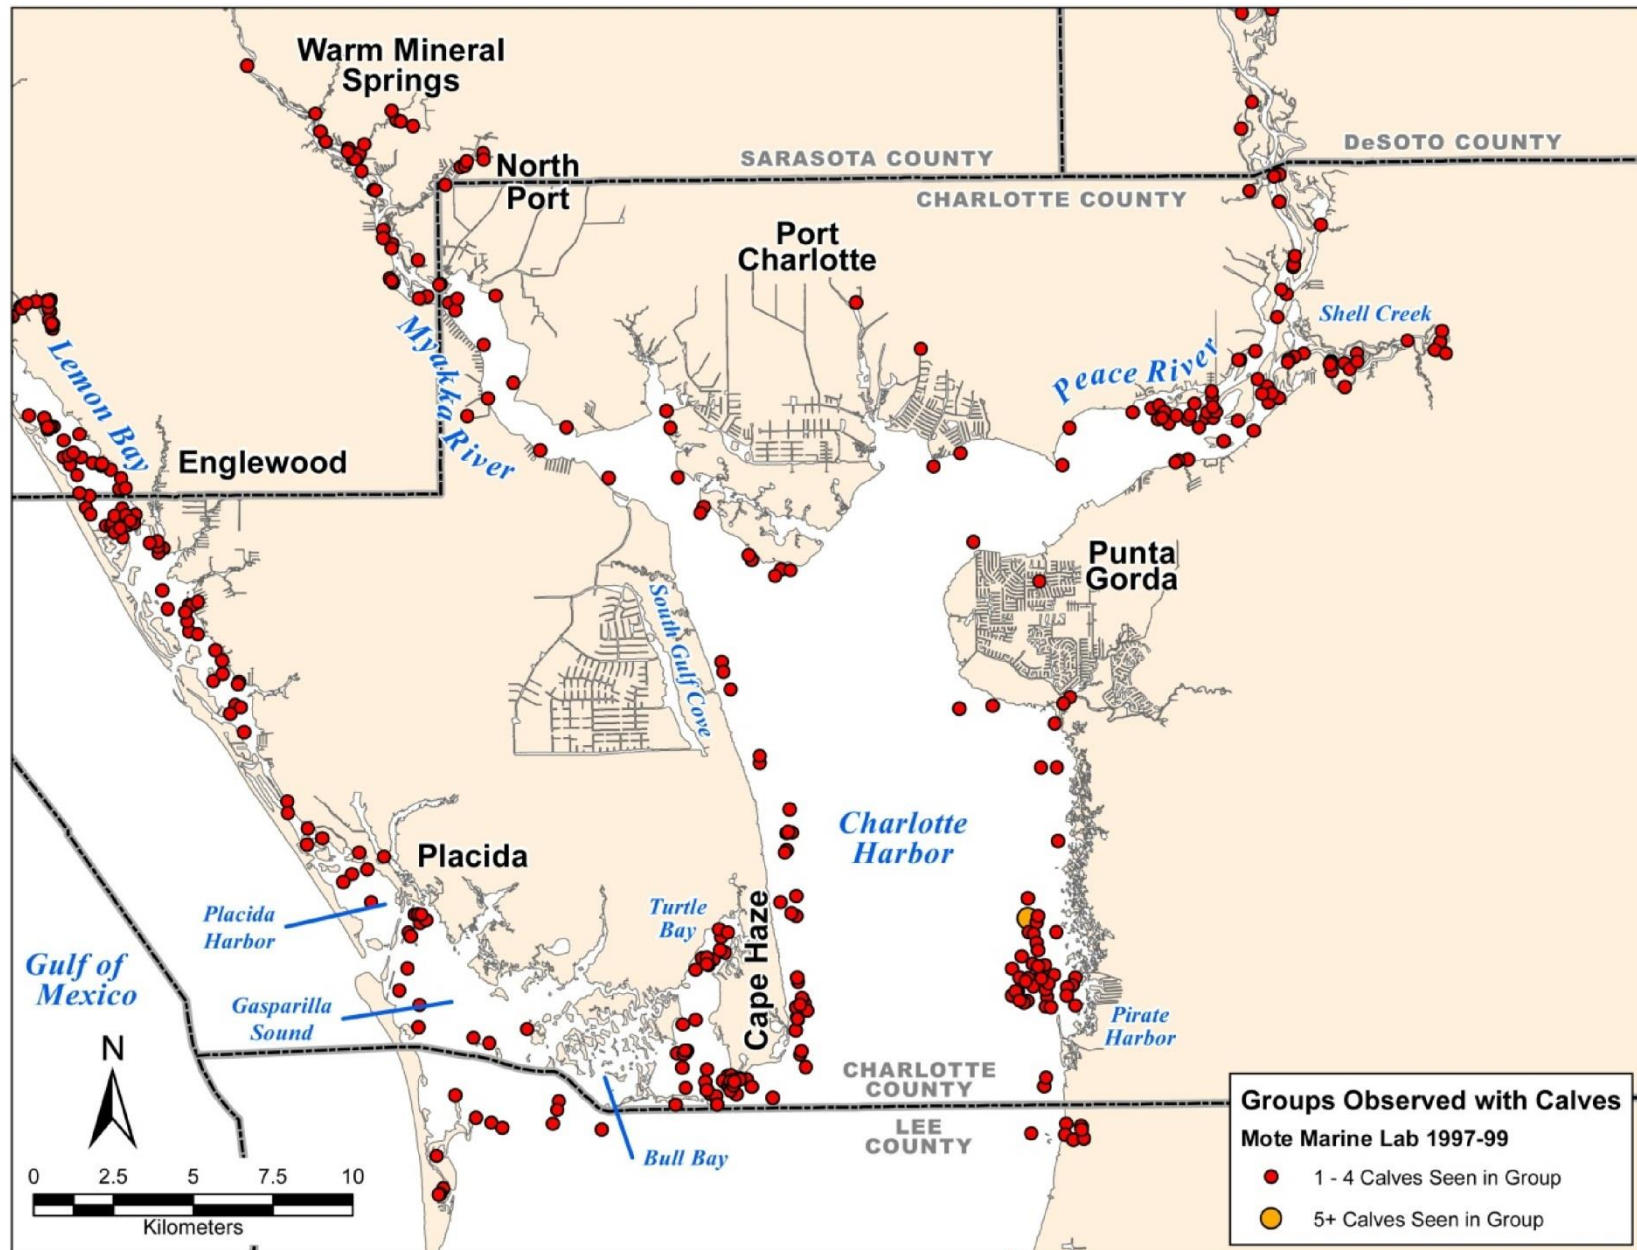 Warm Mineral
Springs
North
Port
SARASOTA COUNTY
DeSOTO COUNTY
CHARLOTTE COUNTY
Port
Charlotte
Shell Creek
Peace River
Myakka River
Lemon Bay
Englewood
Punta
Gorda
South Gulf Cove
Charlotte
Harbor
Placida
Placida
Harbor
Turtle
Bay
Cape Haze
Gulf of
Mexico
Gasparilla
Sound
Pirate
Harbor
N
CHARLOTTE
COUNTY
LEE
COUNTY
Bull Bay
0 2.5 5 7.5 10
Kilometers
Groups Observed with Calves
Mote Marine Lab 1997-99
1 - 4 Calves Seen in Group
5+ Calves Seen in Group